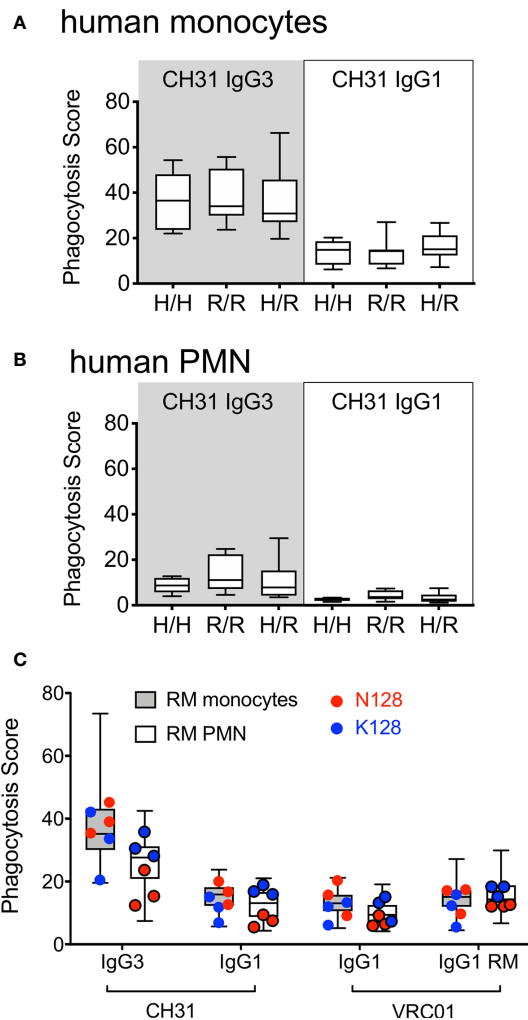 A human monocytes
CH31 IgG3 CH31 IgG1
Phagocytosis Score
80
60
40
20
0
H/H R/R H/R H/H R/R H/R
B human PMN
CH31 IgG3 CH31 IgG1
Phagocytosis Score
80
60
40
20
0
H/H R/R H/R H/H R/R H/R
C
Phagocytosis Score
80
60
40
20
0
RM monocytes N128
RM PMN K128
IgG3 IgG1 IgG1 IgG1 RM
CH31 VRC01